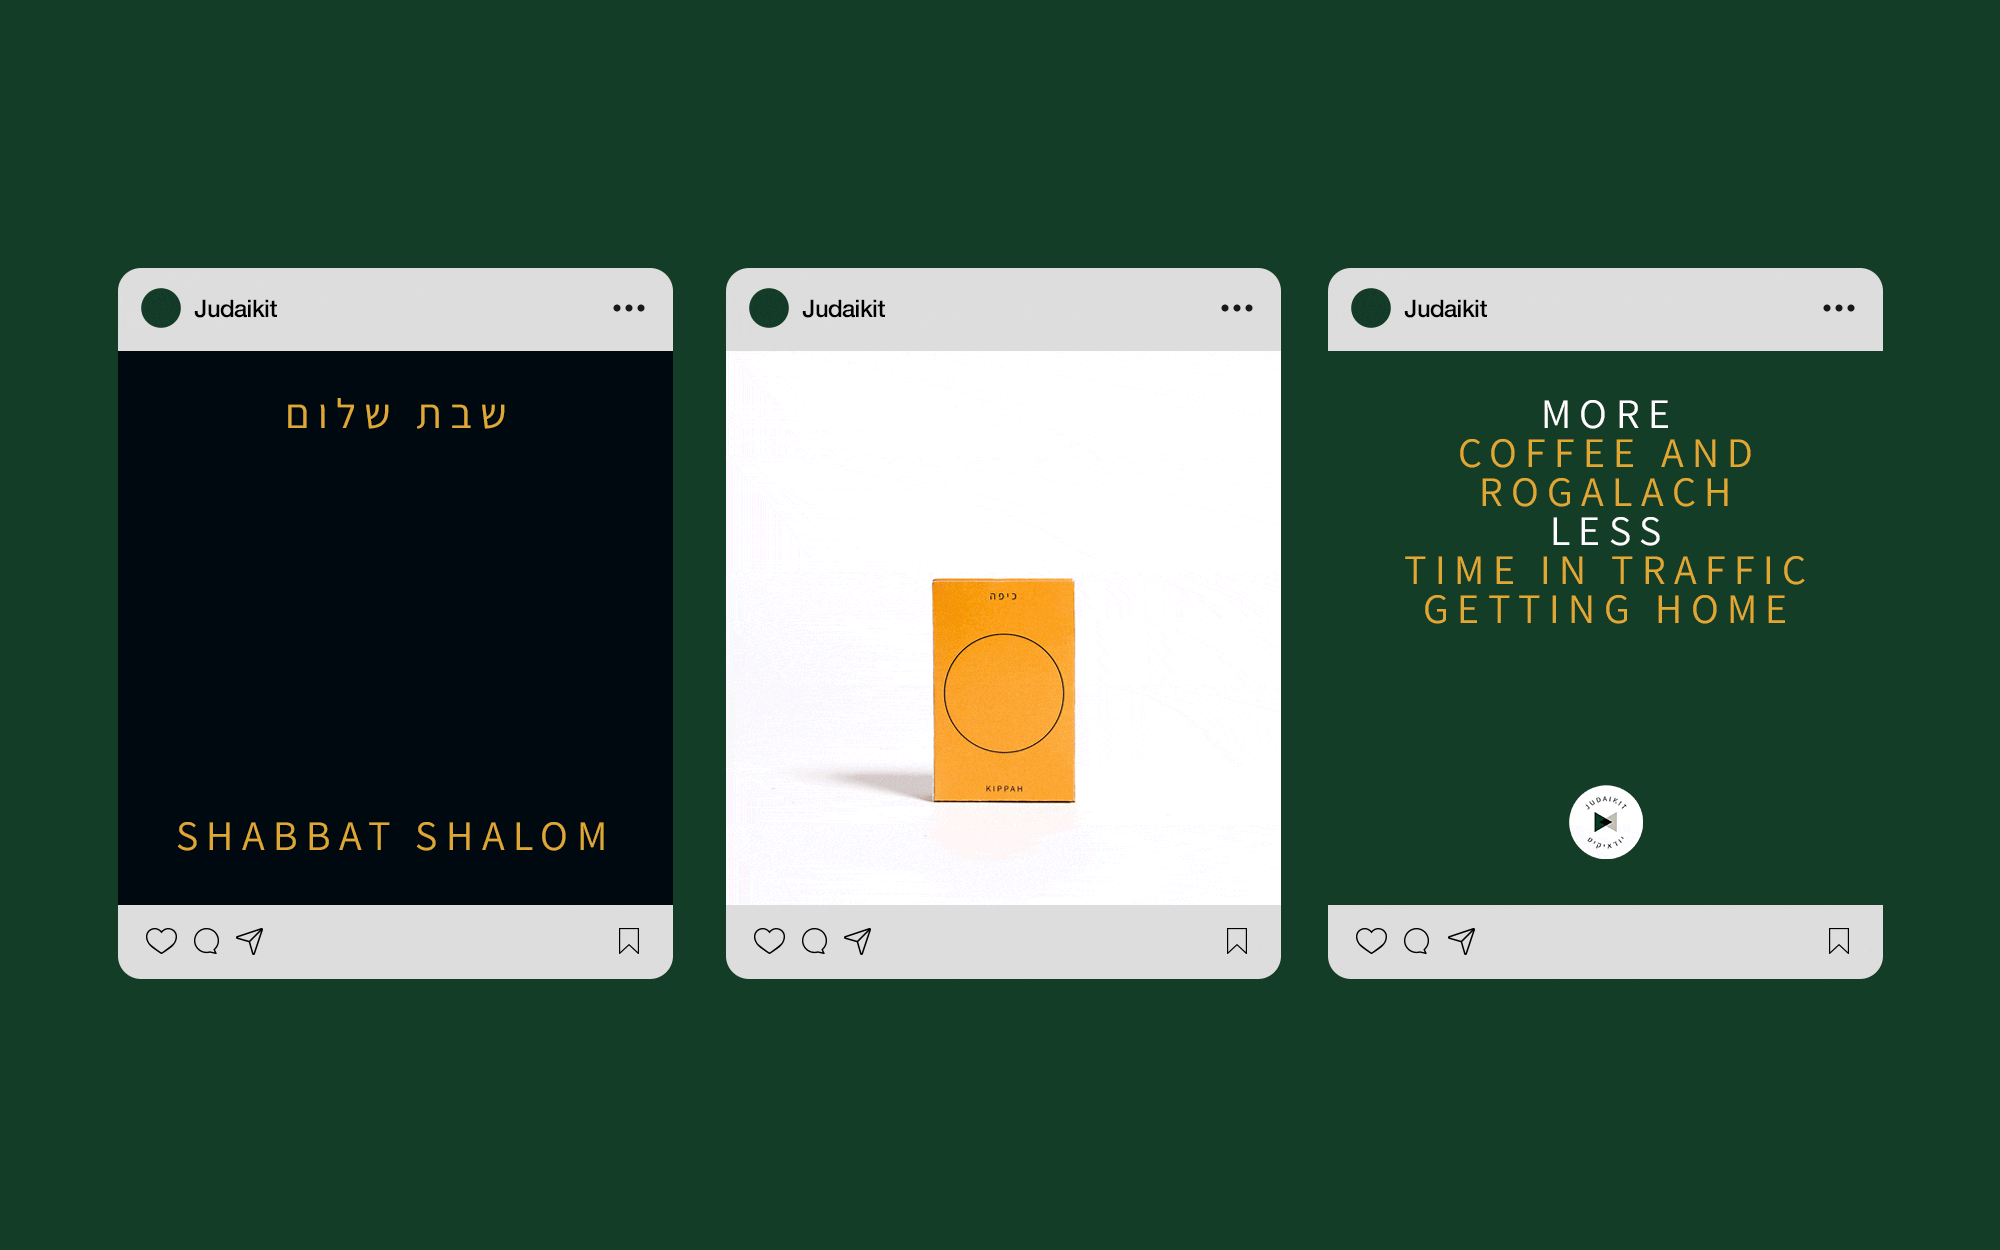 Judaikit
שבת שלום
SHABBAT SHALOM
Judaikit
כיפה
KIPPAH
Judaikit
MORE
COFFEE AND
ROGALACH
LESS
TIME IN TRAFFIC
GETTING HOME
JUDAIKIT
יודאיקיט